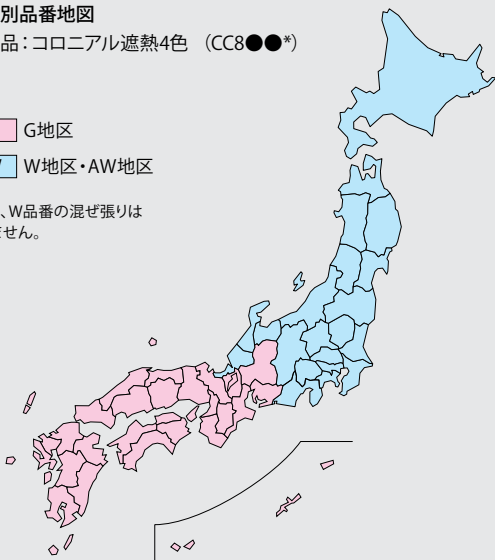 別品番地図
品：コロニアル遮熱4色 （CC8●●*）
G地区
W地区・AW地区
、W品番の混ぜ張りは
せん。